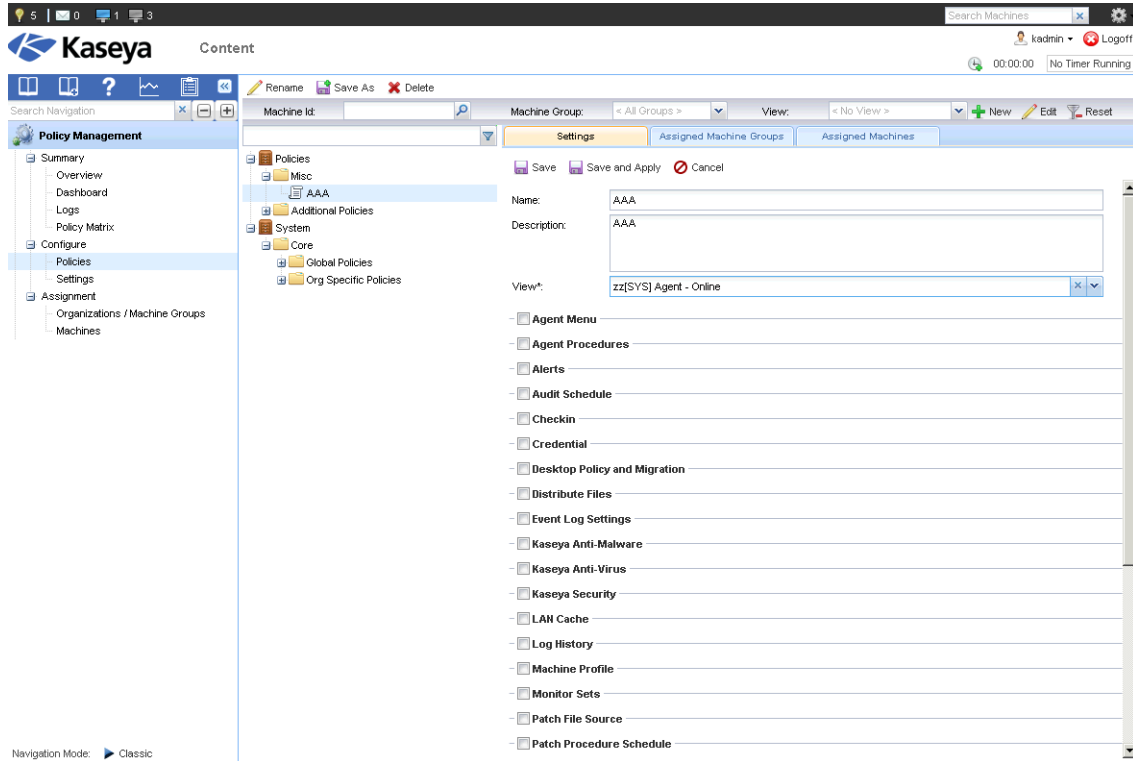 5 0 1 3 Search Machines
Kaseya Content
kadmin Logoff
00:00:00 No Timer Running
Rename Save As Delete
Search Navigation
Machine Id: Machine Group: < All Groups > View: < No View > New Edit Reset
Policy Management
Summary
Overview
Dashboard
Logs
Policy Matrix
Configure
Policies
Settings
Assignment
Organizations / Machine Groups
Machines
Navigation Mode: Classic
Policies
Misc
AAA
Additional Policies
System
Core
Global Policies
Org Specific Policies
Settings Assigned Machine Groups Assigned Machines
Save Save and Apply Cancel
Name: AAA
Description: AAA
View*: zz[SYS] Agent - Online
Agent Menu
Agent Procedures
Alerts
Audit Schedule
Checkin
Credential
Desktop Policy and Migration
Distribute Files
Event Log Settings
Kaseya Anti-Malware
Kaseya Anti-Virus
Kaseya Security
LAN Cache
Log History
Machine Profile
Monitor Sets
Patch File Source
Patch Procedure Schedule